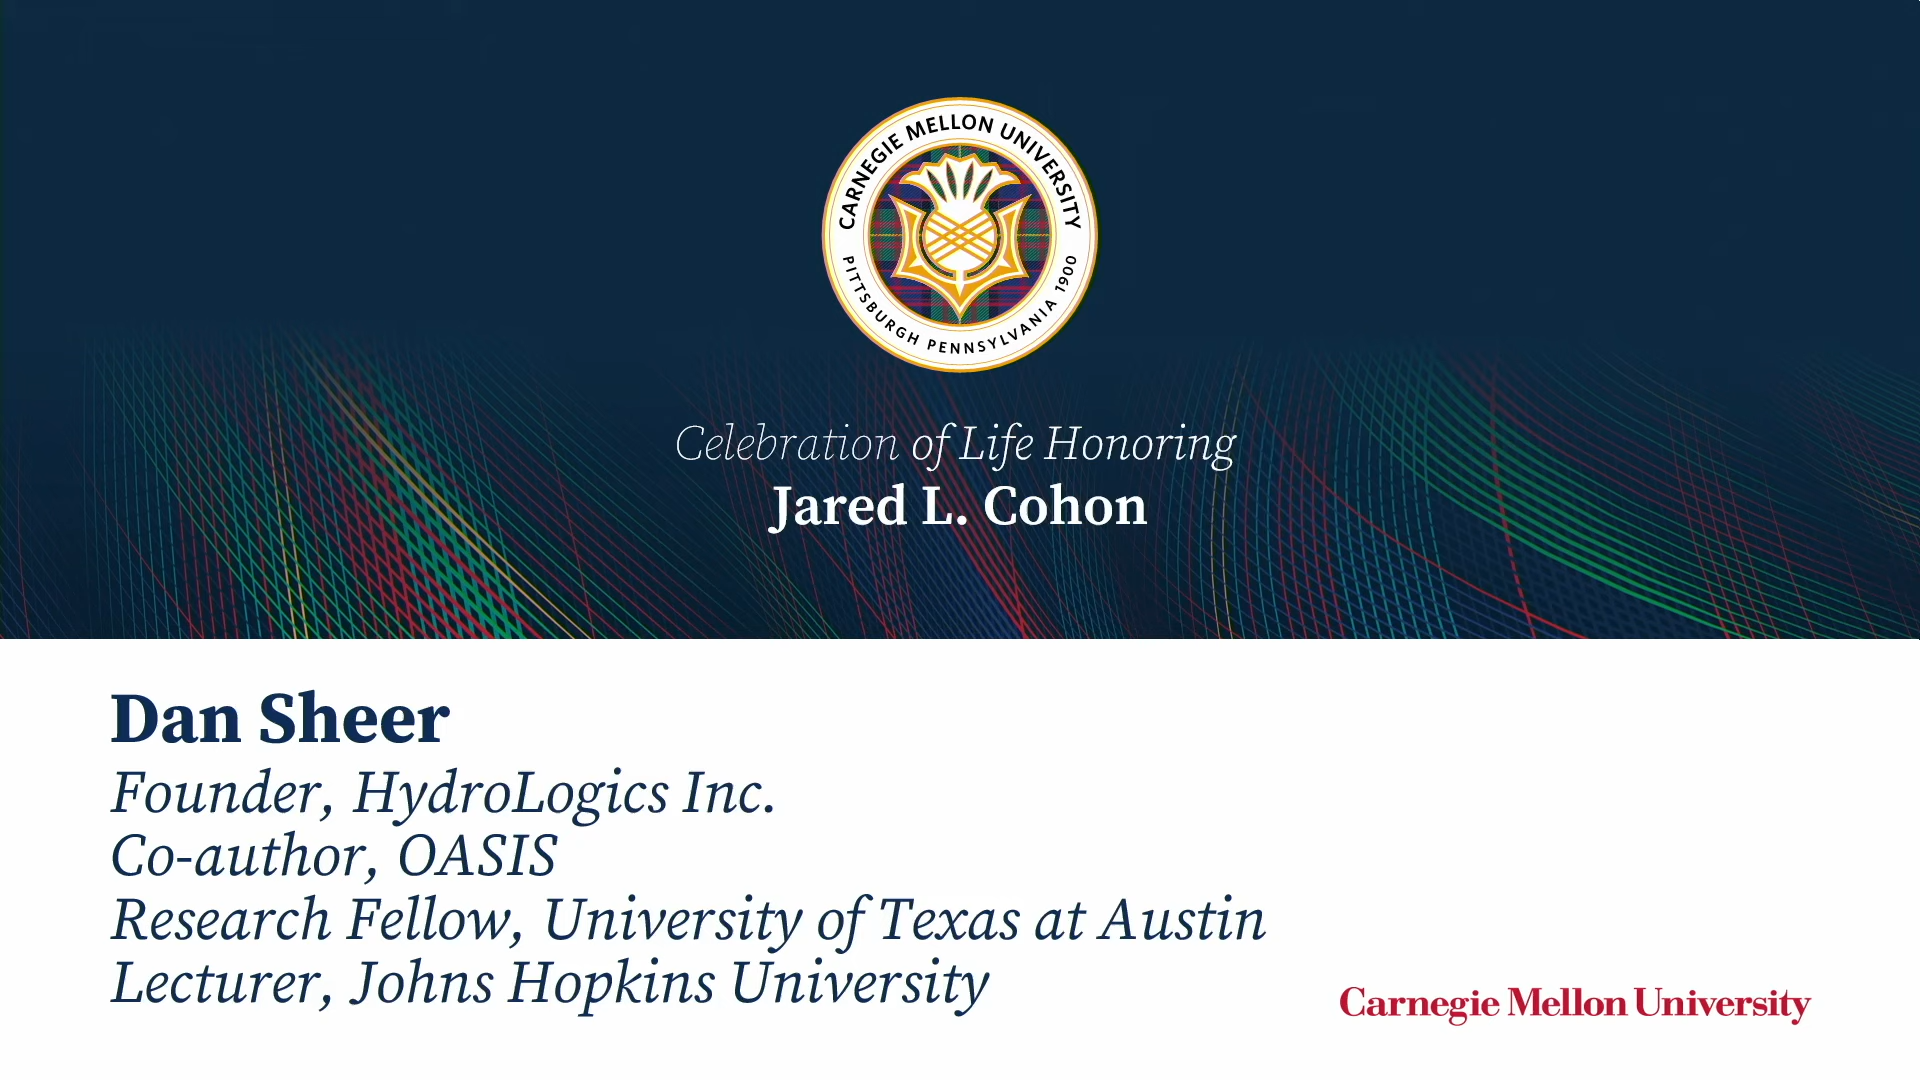 CARNEGIE MELLON UNIVERSITY
PITTSBURGH PENNSYLVANIA 1900
Celebration of Life Honoring
Jared L. Cohon
Dan Sheer
Founder, HydroLogics Inc.
Co-author, OASIS
Research Fellow, University of Texas at Austin
Lecturer, Johns Hopkins University
Carnegie Mellon University